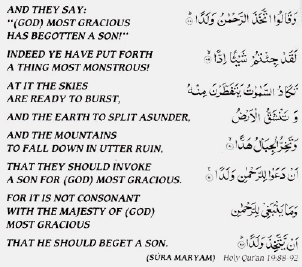 AND THEY SAY:
"(GOD) MOST GRACIOUS
HAS BEGOTTEN A SON!"
وَقَالُوا اتَّخَذَ الرَّحْمَٰنُ وَلَدًا
INDEED YE HAVE PUT FORTH
A THING MOST MONSTROUS!
لَقَدْ جِئْتُمْ شَيْئًا إِدًّا
AT IT THE SKIES
ARE READY TO BURST,
تَكَادُ السَّمَٰوَٰتُ يَتَفَطَّرْنَ مِنْهُ
AND THE EARTH TO SPLIT ASUNDER,
وَتَنشَقُّ الْأَرْضُ
AND THE MOUNTAINS
TO FALL DOWN IN UTTER RUIN,
وَتَخِرُّ الْجِبَالُ هَدًّا
THAT THEY SHOULD INVOKE
A SON FOR (GOD) MOST GRACIOUS.
أَن دَعَوْا لِلرَّحْمَٰنِ وَلَدًا
FOR IT IS NOT CONSONANT
WITH THE MAJESTY OF (GOD)
MOST GRACIOUS
وَمَا يَنبَغِي لِلرَّحْمَٰنِ
THAT HE SHOULD BEGET A SON.
أَن يَتَّخِذَ وَلَدًا
(SÚRA MARYAM) Holy Qur'an 19:88-92